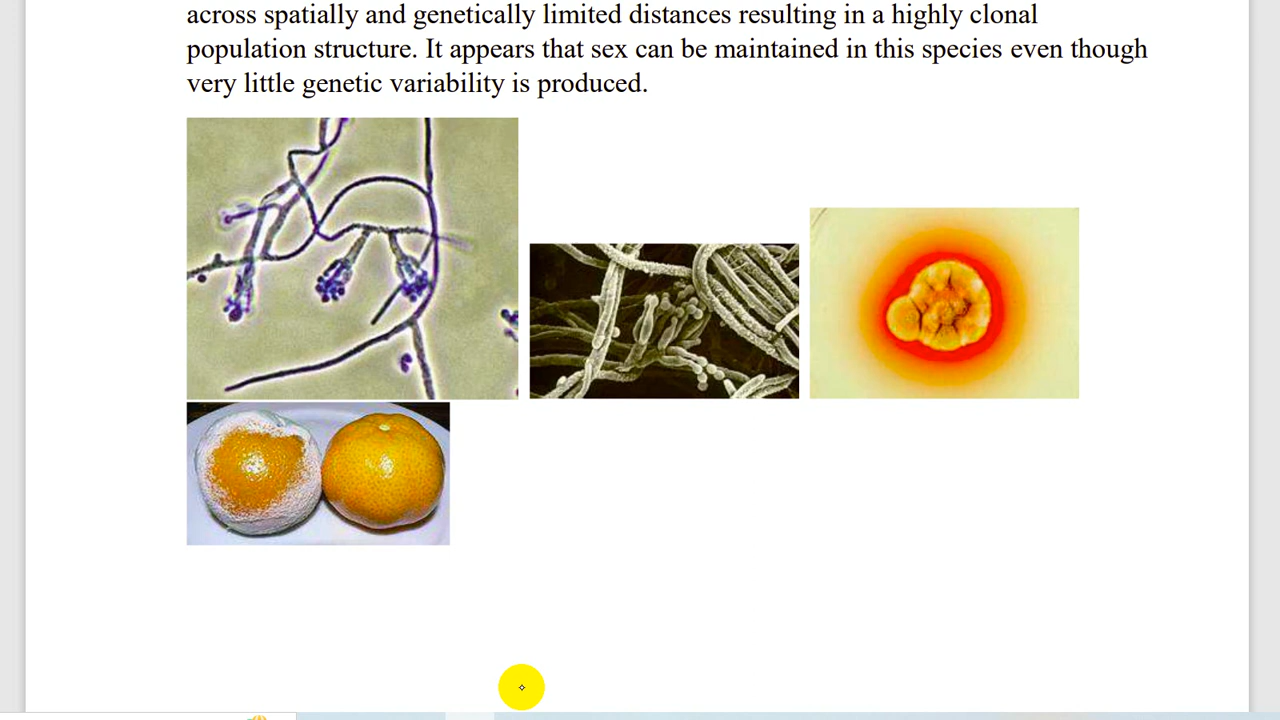 across spatially and genetically limited distances resulting in a highly clonal
population structure. It appears that sex can be maintained in this species even though
very little genetic variability is produced.